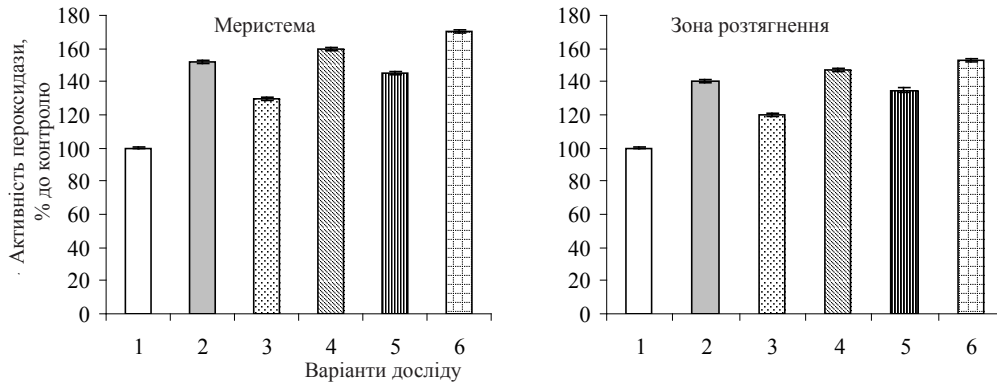 Меристема
180
160
140
120
100
80
60
40
20
0
Активність пероксидази,
% до контролю
1 2 3 4 5 6
Варіанти досліду
Зона розтягнення
180
160
140
120
100
80
60
40
20
0
1 2 3 4 5 6